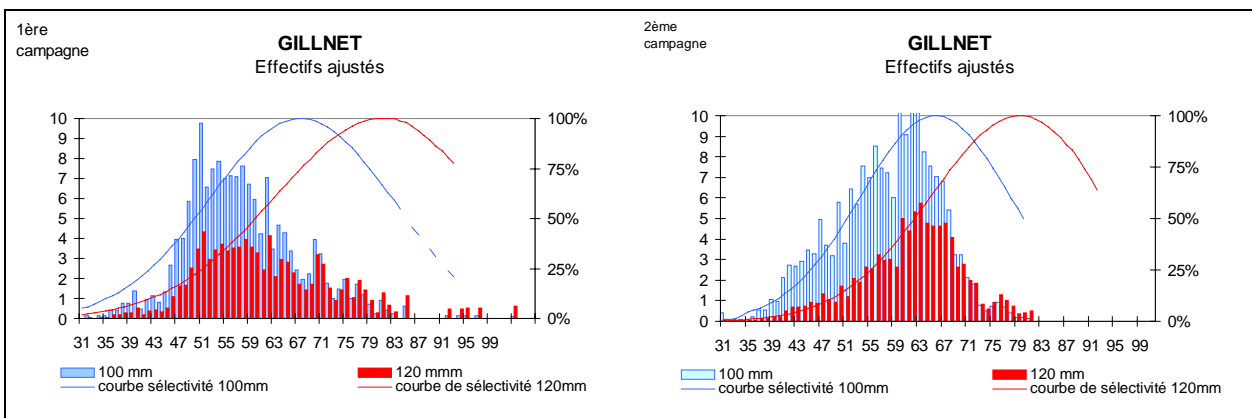 1ère
campagne
GILLNET
Effectifs ajustés
10
9
8
7
6
5
4
3
2
1
0
100%
75%
50%
25%
0%
31 35 39 43 47 51 55 59 63 67 71 75 79 83 87 91 95 99
100 mm
120 mmm
courbe sélectivité 100mm
courbe de sélectivité 120mm
2ème
campagne
GILLNET
Effectifs ajustés
10
9
8
7
6
5
4
3
2
1
0
100%
75%
50%
25%
0%
31 35 39 43 47 51 55 59 63 67 71 75 79 83 87 91 95 99
100 mm
120 mm
courbe sélectivité 100mm
courbe de sélectivité 120mm